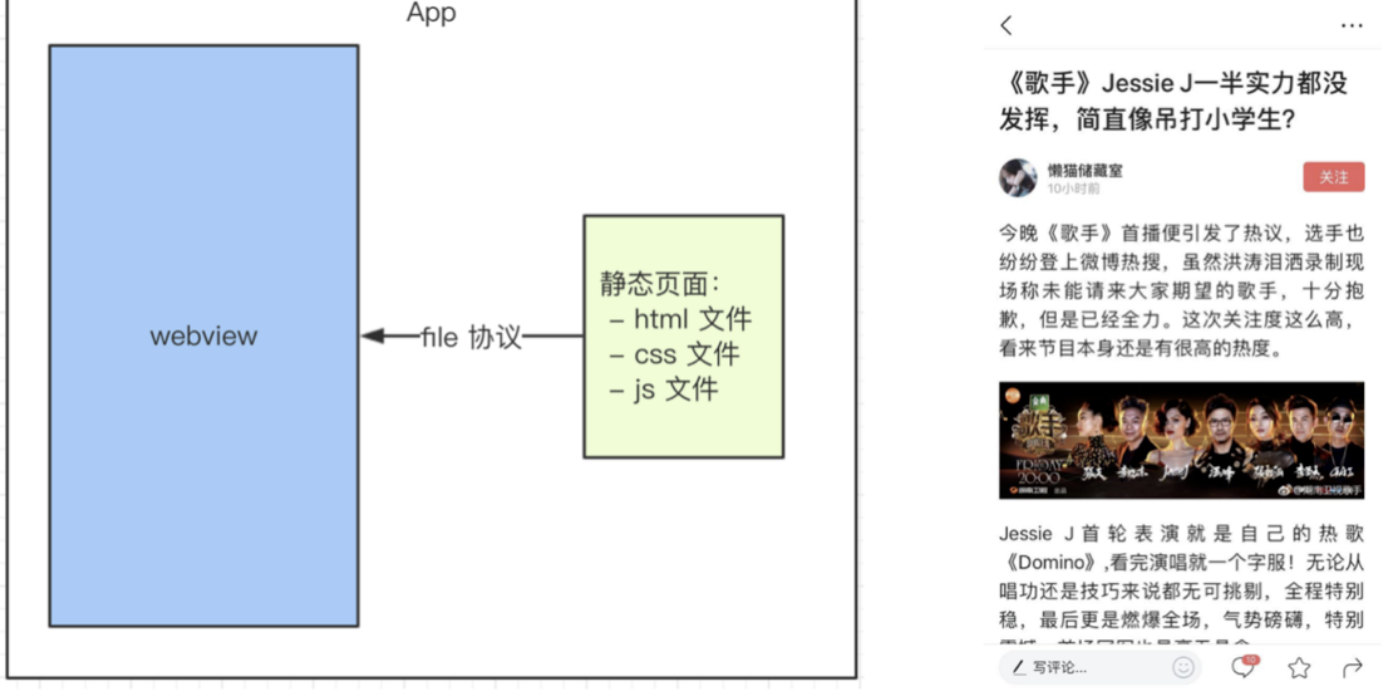 App
webview
file 协议
静态页面：
– html 文件
– css 文件
– js 文件
《歌手》Jessie J一半实力都没
发挥，简直像吊打小学生？
懒猫储藏室
10小时前
关注
今晚《歌手》首播便引发了热议，选手也
纷纷登上微博热搜，虽然洪涛泪洒录制现
场称未能请来大家期望的歌手，十分抱
歉，但是已经全力。这次关注度这么高，
看来节目本身还是有很高的热度。
歌手
FRIDAY
20:00
Jessie J首轮表演就是自己的热歌
《Domino》,看完演唱就一个字服！无论从
唱功还是技巧来说都无可挑剔，全程特别
稳，最后更是燃爆全场，气势磅礴，特别
写评论...
10